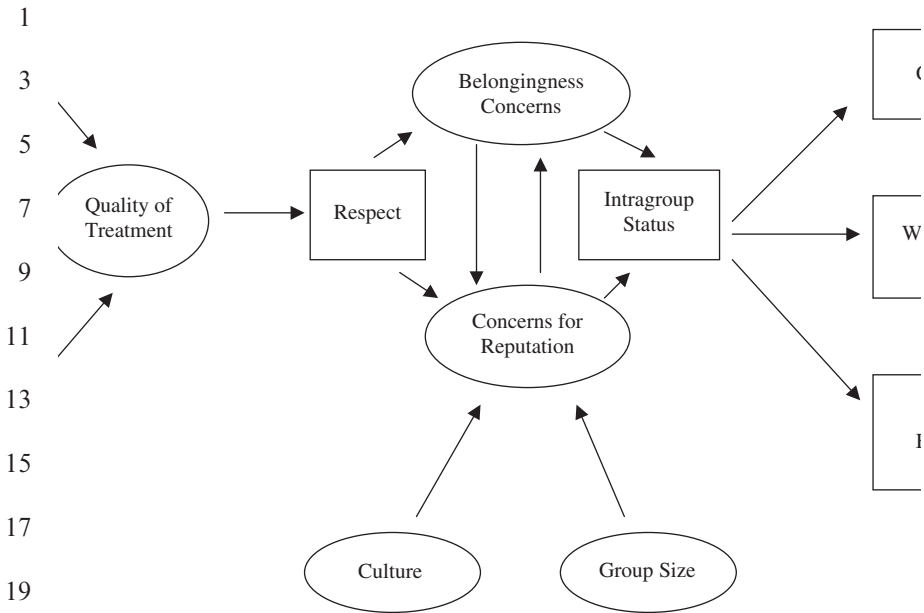 1
3
5
7
9
11
13
15
17
19
Belongingness
Concerns
Quality of
Treatment
Respect
Intragroup
Status
W
Concerns for
Reputation
Culture
Group Size